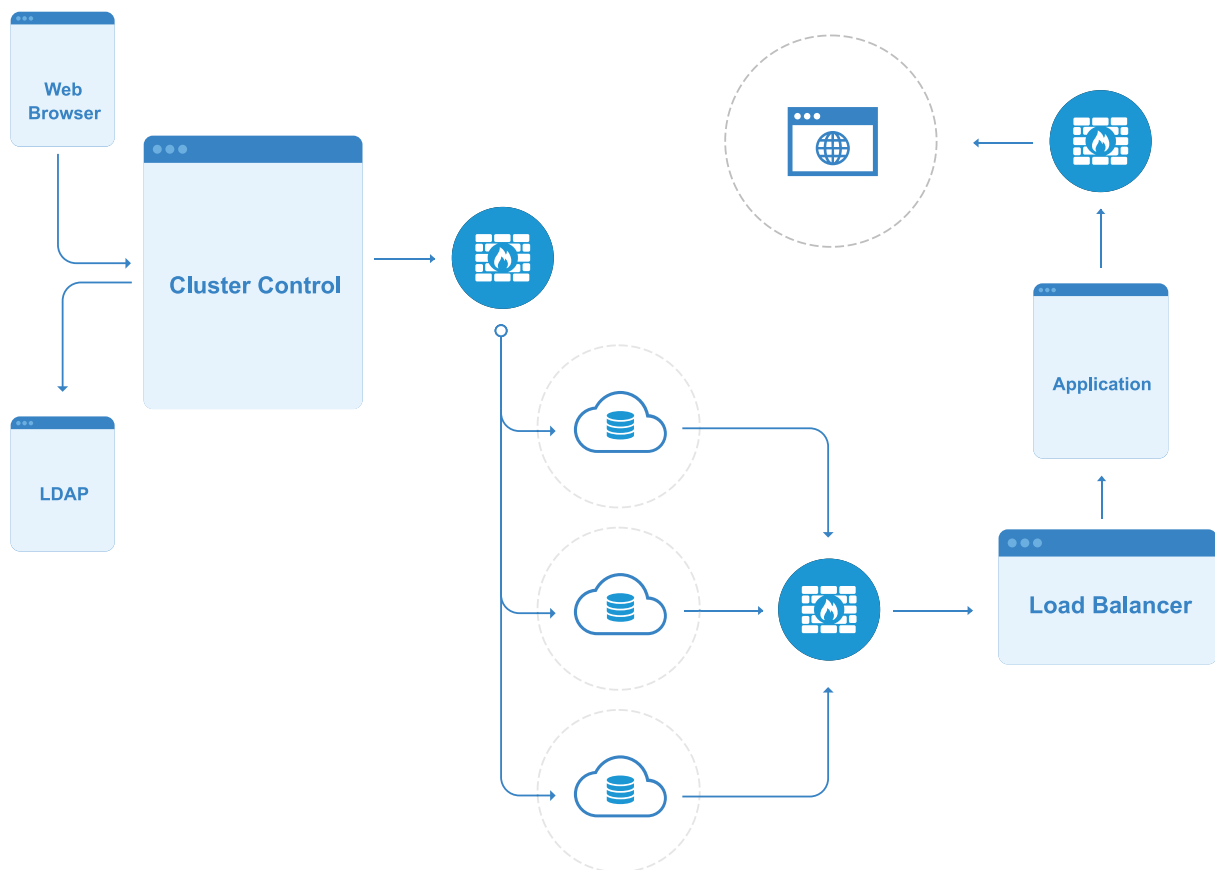 Web
Browser
Cluster Control
LDAP
Application
Load Balancer